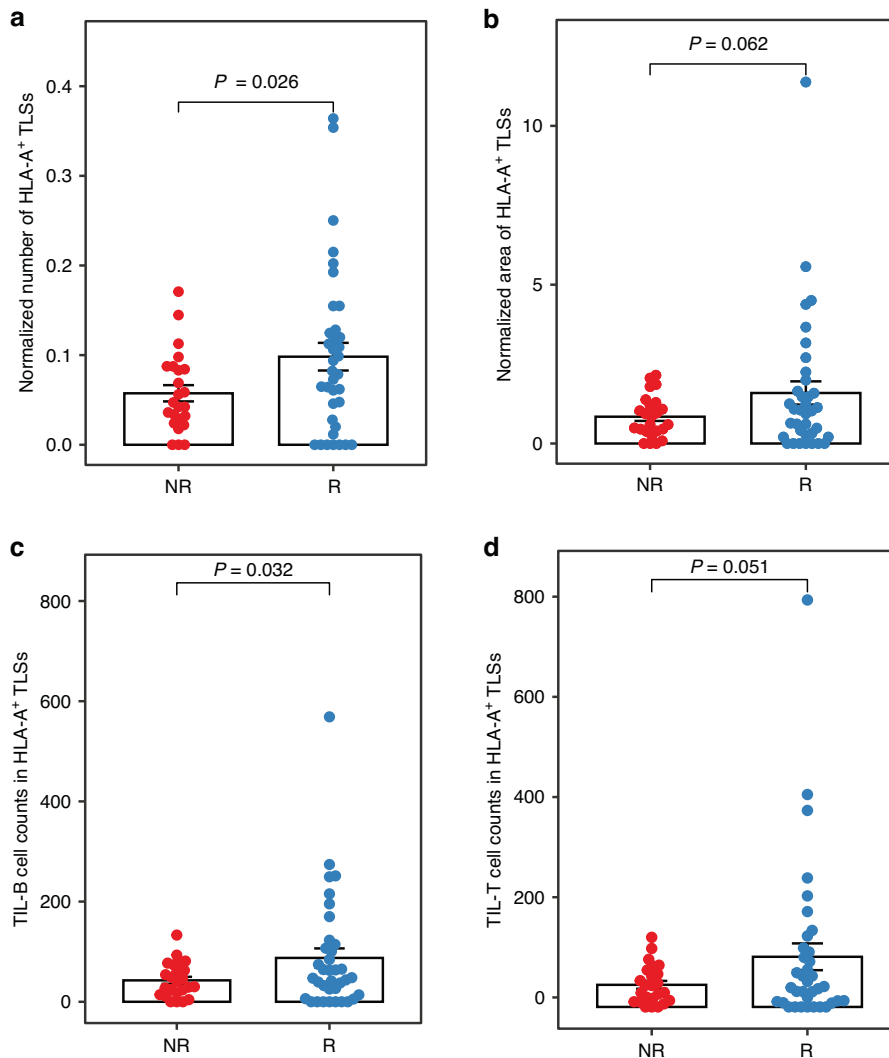 a
Normalized number of HLA-A⁺ TLSs
0.4
0.3
0.2
0.1
0.0
P = 0.026
NR
R
b
Normalized area of HLA-A⁺ TLSs
10
5
0
P = 0.062
NR
R
c
TIL-B cell counts in HLA-A⁺ TLSs
800
600
400
200
0
P = 0.032
NR
R
d
TIL-T cell counts in HLA-A⁺ TLSs
800
600
400
200
0
P = 0.051
NR
R